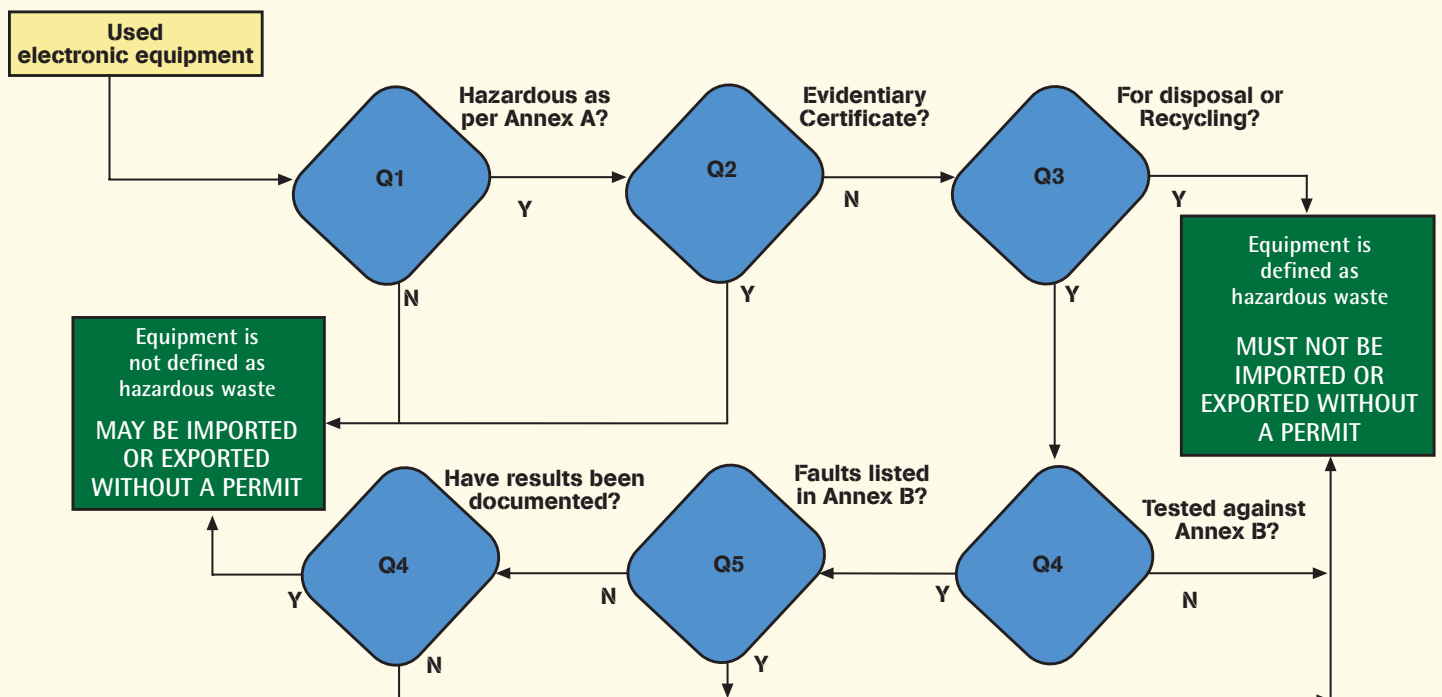 Used
electronic equipment
Hazardous as
per Annex A?
Evidentiary
Certificate?
For disposal or
Recycling?
Q1
Q2
Q3
Y
N
Y
N
Y
Y
Equipment is
defined as
hazardous waste
MUST NOT BE
IMPORTED OR
EXPORTED WITHOUT
A PERMIT
Equipment is
not defined as
hazardous waste
MAY BE IMPORTED
OR EXPORTED
WITHOUT A PERMIT
Have results been
documented?
Faults listed
in Annex B?
Tested against
Annex B?
Q4
Q5
Q4
Y
N
Y
N
N
Y